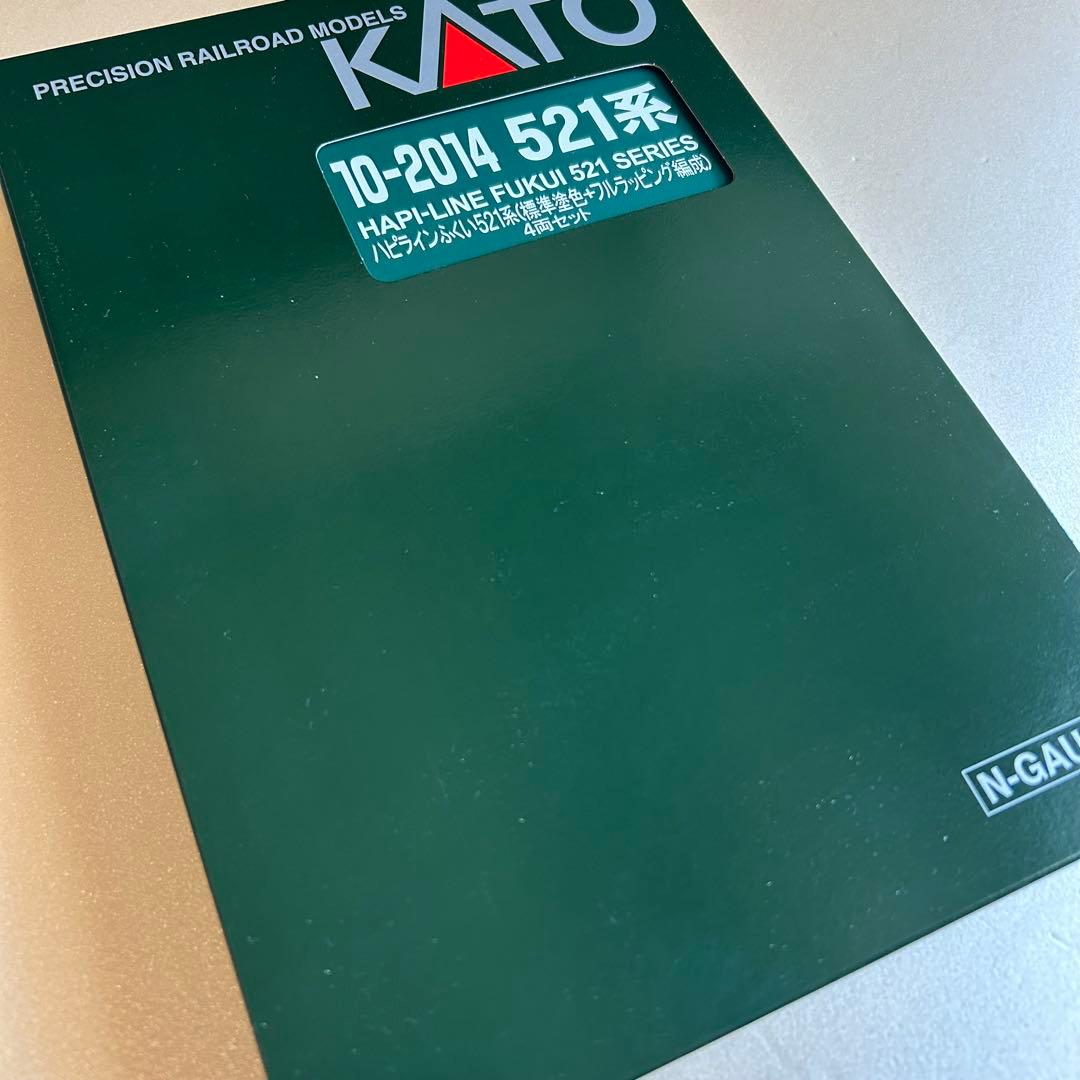 PRECISION RAILROAD MODELS
KATO
10-2014 521系
HAPI-LINE FUKUI 521 SERIES
ハピラインふくい521系(標準塗色+フルラッピング編成)
4両セット
N-GAU